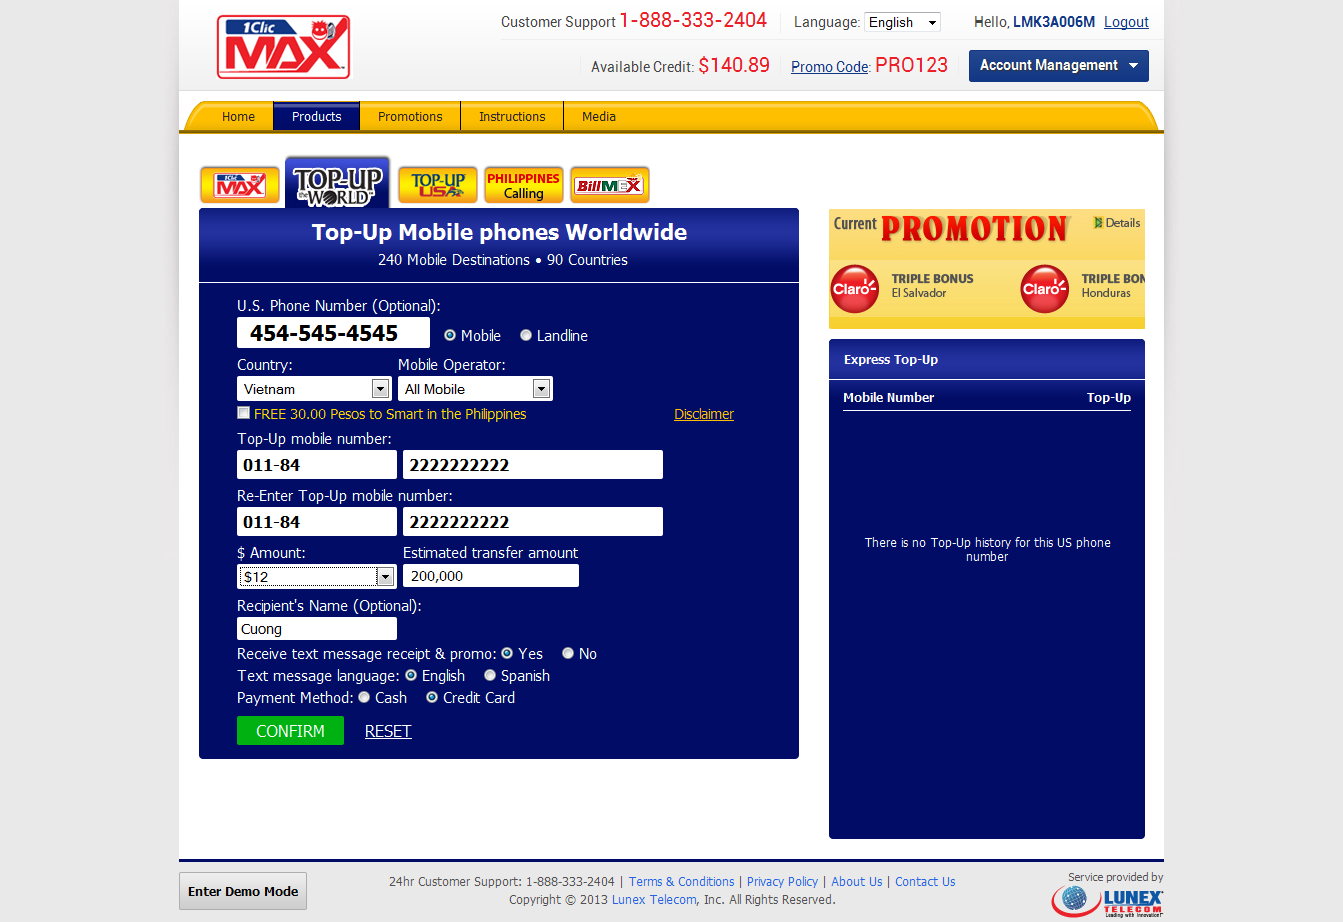 1Clic
MAX
Customer Support 1-888-333-2404
Language: English
Hello, LMK3A006M Logout
Available Credit: $140.89
Promo Code: PRO123
Account Management
Home
Products
Promotions
Instructions
Media
1Clic MAX
TOP-UP the WORLD
TOP-UP USA
PHILIPPINES Calling
BillMEX
Top-Up Mobile phones Worldwide
240 Mobile Destinations • 90 Countries
U.S. Phone Number (Optional):
454-545-4545
Mobile
Landline
Country:
Mobile Operator:
Vietnam
All Mobile
FREE 30.00 Pesos to Smart in the Philippines
Disclaimer
Top-Up mobile number:
011-84
2222222222
Re-Enter Top-Up mobile number:
011-84
2222222222
$ Amount:
Estimated transfer amount
$12
200,000
Recipient's Name (Optional):
Cuong
Receive text message receipt & promo: Yes No
Text message language: English Spanish
Payment Method: Cash Credit Card
CONFIRM
RESET
Current PROMOTION
Details
Claro
TRIPLE BONUS
El Salvador
Claro
TRIPLE BON
Honduras
Express Top-Up
Mobile Number
Top-Up
There is no Top-Up history for this US phone
number
Enter Demo Mode
24hr Customer Support: 1-888-333-2404 | Terms & Conditions | Privacy Policy | About Us | Contact Us
Copyright © 2013 Lunex Telecom, Inc. All Rights Reserved.
Service provided by
LUNEX
TELECOM
Leading with innovation!